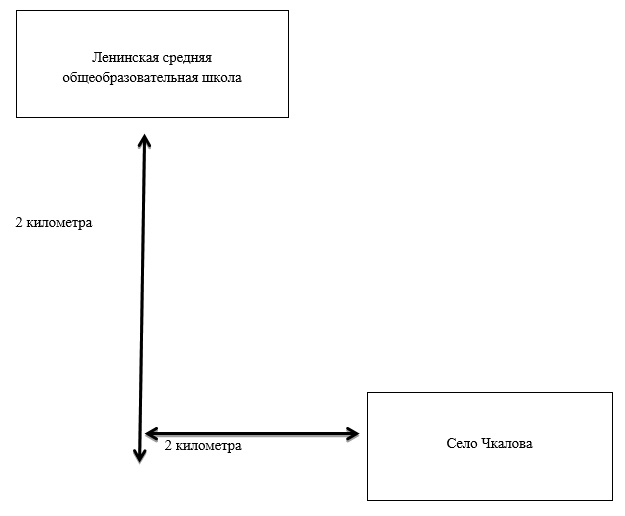 Ленинская средняя
общеобразовательная школа
2 километра
2 километра
Село Чкалова